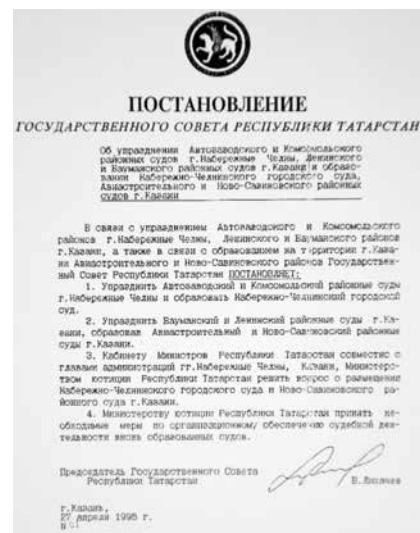 ПОСТАНОВЛЕНИЕ
ГОСУДАРСТВЕННОГО СОВЕТА РЕСПУБЛИКИ ТАТАРСТАН
Об упразднении Автозаводского и Комсомольского
районных судов г.Набережные Челны, Ленинского
и Бауманского районных судов г.Казани и образо-
вании Набережно-Челнинского городского суда,
Авиастроительного и Ново-Савиновского районных
судов г.Казани
В связи с упразднением Автозаводского и Комсомольского
районов г.Набережные Челны, Ленинского и Бауманского районов
г.Казани, а также в связи с образованием на территории г.Каза-
ни Авиастроительного и Ново-Савиновского районов Государствен-
ный Совет Республики Татарстан ПОСТАНОВЛЯЕТ:
1. Упразднить Автозаводский и Комсомольский районные суды
г.Набережные Челны и образовать Набережно-Челнинский городской
суд.
2. Упразднить Бауманский и Ленинский районные суды г.Ка-
зани, образовав Авиастроительный и Ново-Савиновский районные
суды г.Казани.
3. Кабинету Министров Республики Татарстан совместно с
главами администраций гг.Набережные Челны, Казани, Министерс-
твом юстиции Республики Татарстан решить вопрос о размещении
Набережно-Челнинского городского суда и Ново-Савиновского ра-
йонного суда г.Казани.
4. Министерству юстиции Республики Татарстан принять не-
обходимые меры по организационному обеспечению судебной дея-
тельности вновь образованных судов.
Председатель Государственного Совета
Республики Татарстан В.Лихачев
г.Казань,
27 апреля 1995 г.
N